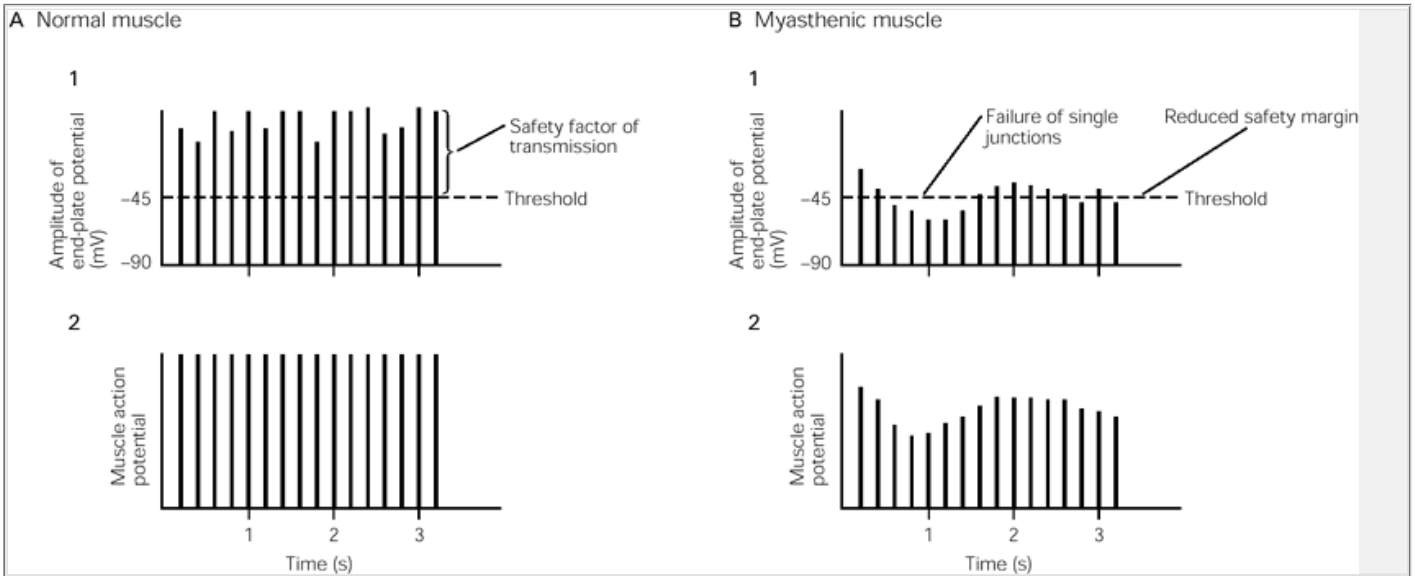 A Normal muscle
1
Amplitude of
end-plate potential
(mV)
–45
–90
Safety factor of
transmission
Threshold
2
Muscle action
potential
1 2 3
Time (s)
B Myasthenic muscle
1
Amplitude of
end-plate potential
(mV)
–45
–90
Failure of single
junctions
Reduced safety margin
Threshold
2
Muscle action
potential
1 2 3
Time (s)